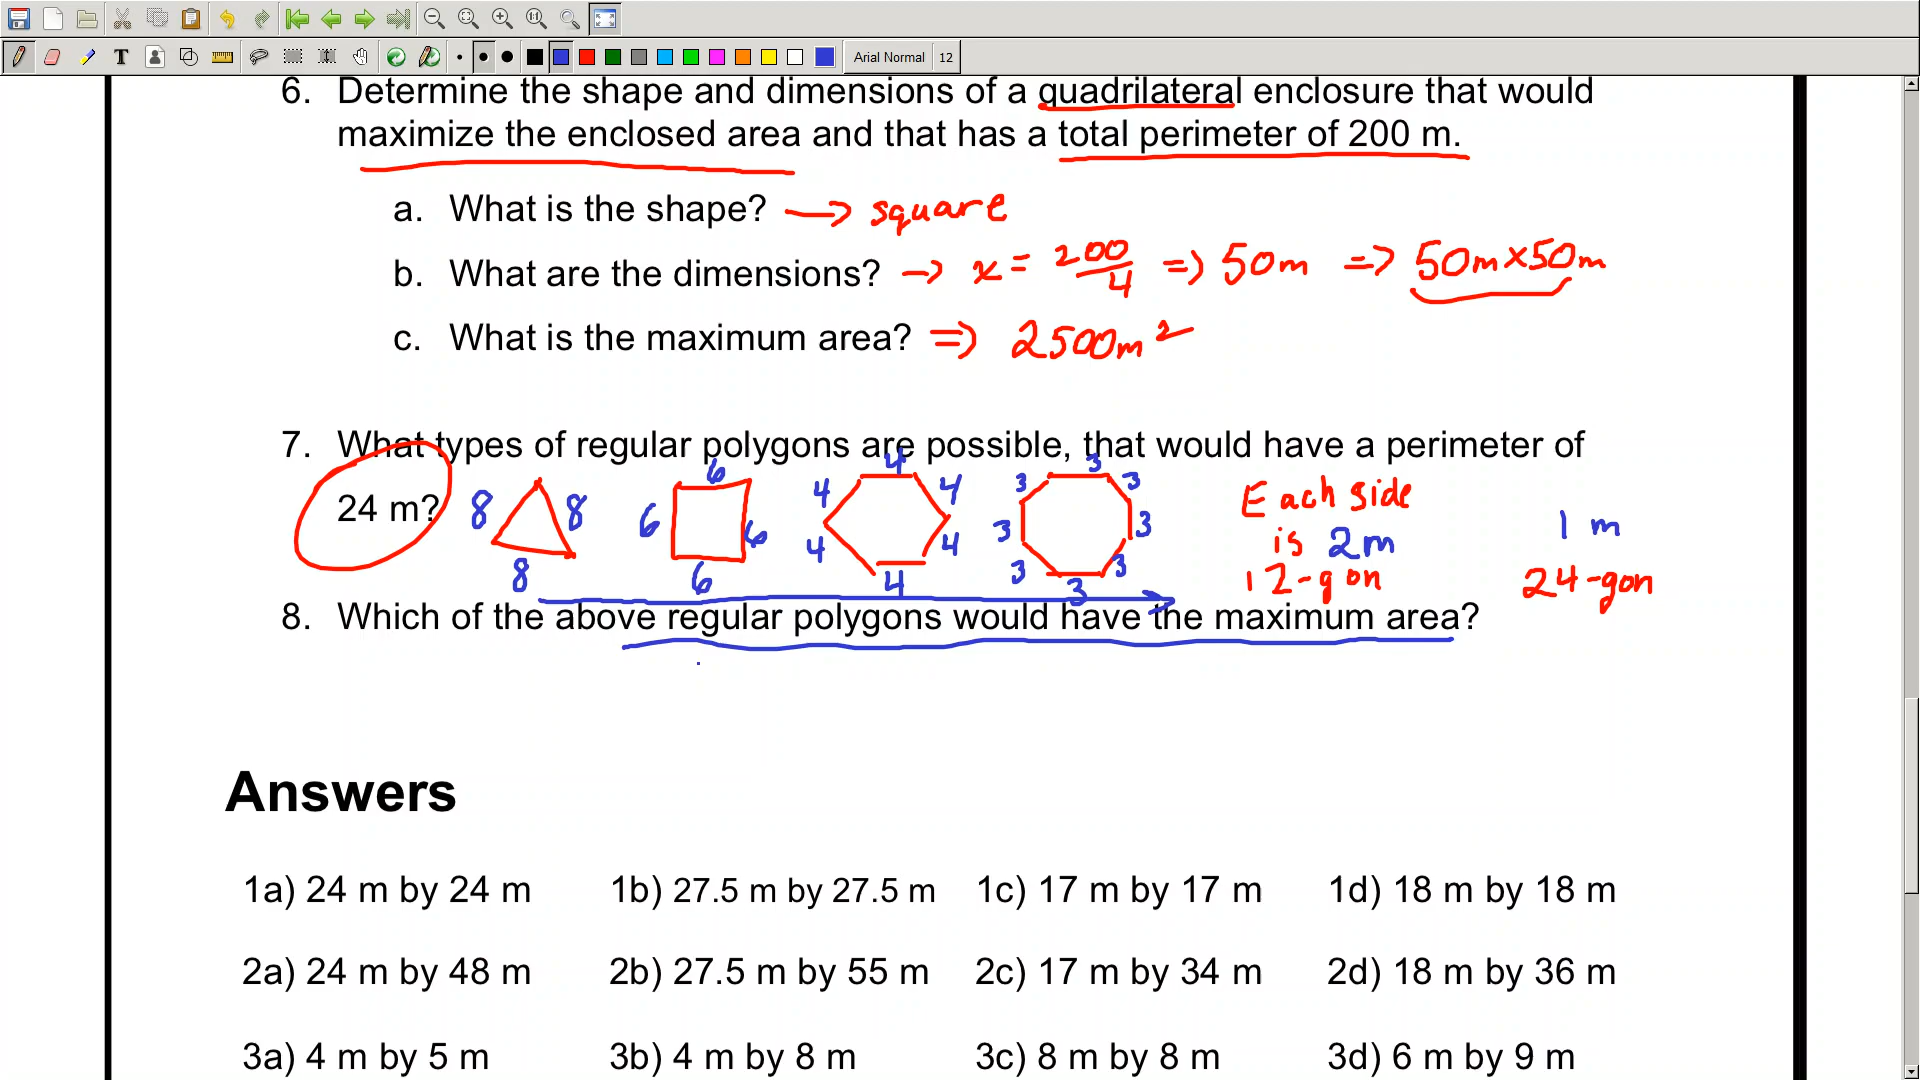 Arial Normal 12
6. Determine the shape and dimensions of a quadrilateral enclosure that would
maximize the enclosed area and that has a total perimeter of 200 m.
a. What is the shape? → square
b. What are the dimensions? → x = 200/4 => 50m => 50m x 50m
c. What is the maximum area? => 2500m²
7. What types of regular polygons are possible, that would have a perimeter of
24 m?
8 8 8
6 6 6 6
4 4 4 4 4 4
3 3 3 3 3 3 3 3
Each side
is 2m
12-gon
1 m
24-gon
8. Which of the above regular polygons would have the maximum area?
Answers
1a) 24 m by 24 m 1b) 27.5 m by 27.5 m 1c) 17 m by 17 m 1d) 18 m by 18 m
2a) 24 m by 48 m 2b) 27.5 m by 55 m 2c) 17 m by 34 m 2d) 18 m by 36 m
3a) 4 m by 5 m 3b) 4 m by 8 m 3c) 8 m by 8 m 3d) 6 m by 9 m